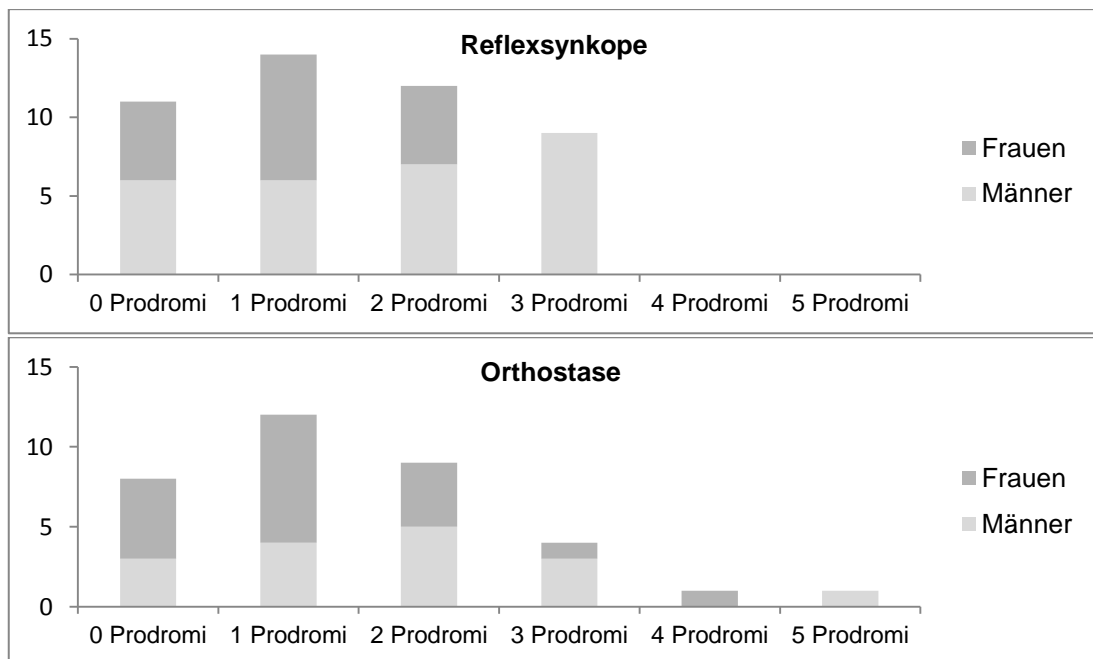 Reflexsynkope
15
10
5
0
0 Prodromi 1 Prodromi 2 Prodromi 3 Prodromi 4 Prodromi 5 Prodromi
Frauen
Männer
Orthostase
15
10
5
0
0 Prodromi 1 Prodromi 2 Prodromi 3 Prodromi 4 Prodromi 5 Prodromi
Frauen
Männer